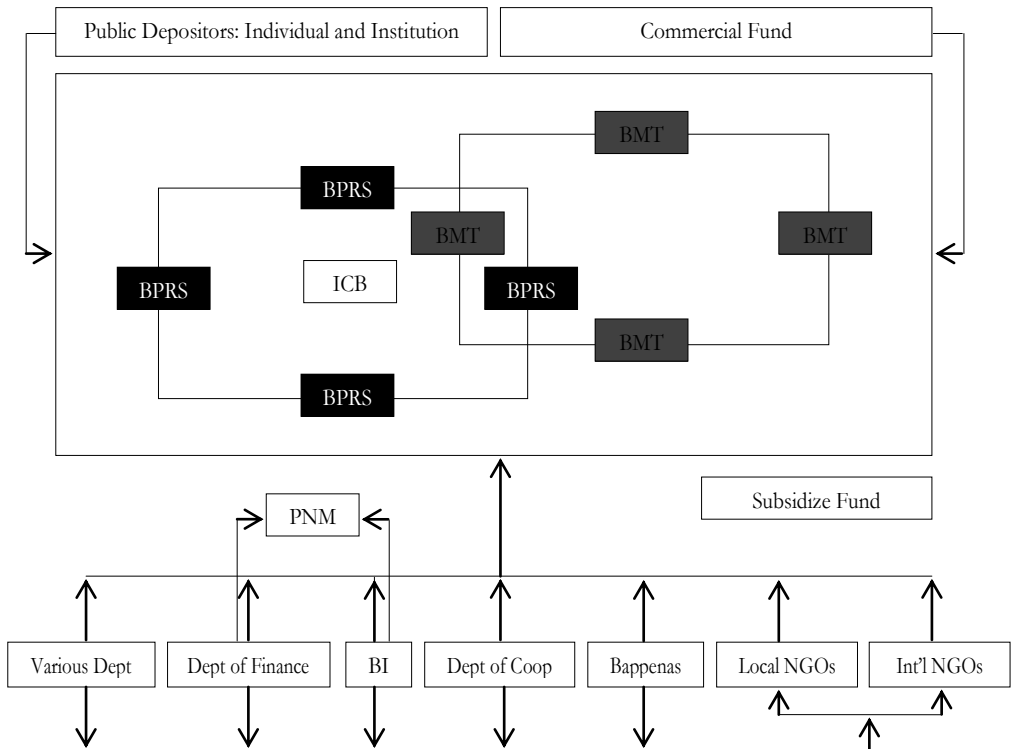 Public Depositors: Individual and Institution
Commercial Fund
BMT
BPRS
BMT
BMT
BPRS
ICB
BPRS
BMT
BPRS
Subsidize Fund
PNM
Various Dept
Dept of Finance
BI
Dept of Coop
Bappenas
Local NGOs
Int'l NGOs